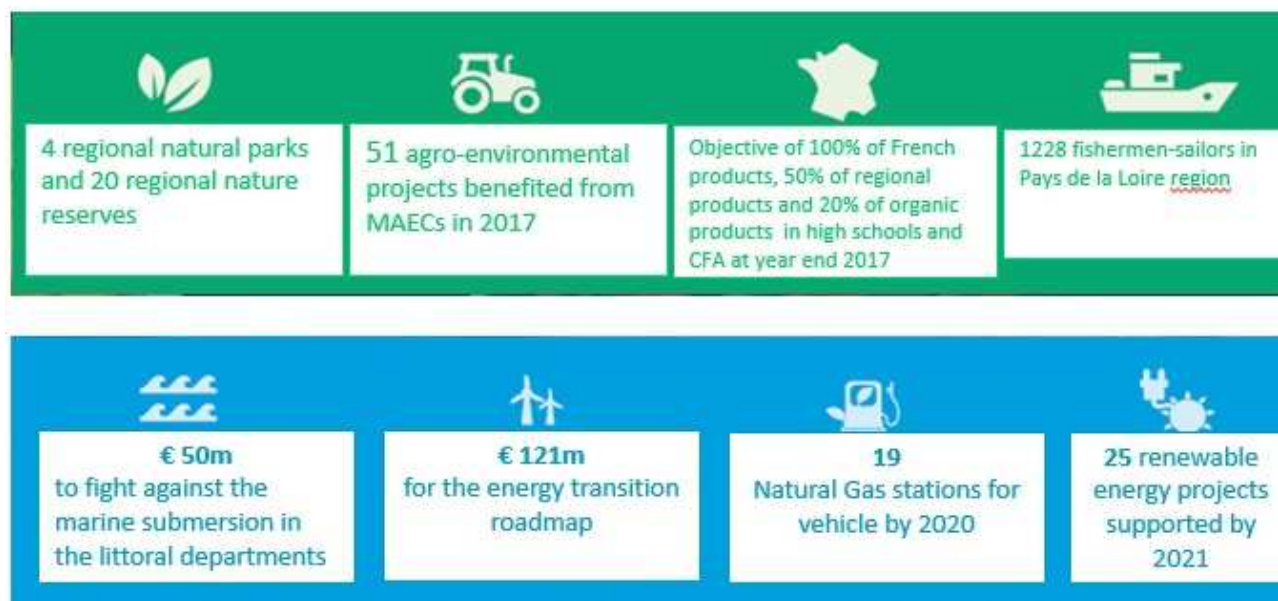 4 regional natural parks
and 20 regional nature
reserves
51 agro-environmental
projects benefited from
MAECs in 2017
Objective of 100% of French
products, 50% of regional
products and 20% of organic
products in high schools and
CFA at year end 2017
1228 fishermen-sailors in
Pays de la Loire region
€ 50m
to fight against the
marine submersion in
the littoral departments
€ 121m
for the energy transition
roadmap
19
Natural Gas stations for
vehicle by 2020
25 renewable
energy projects
supported by
2021